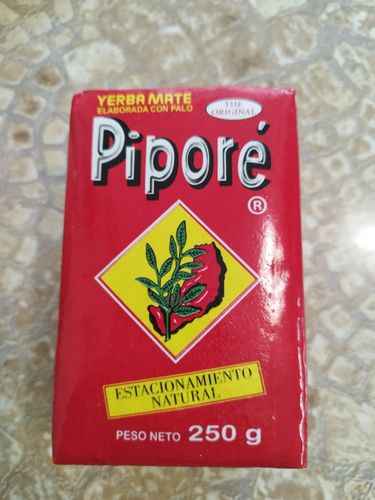 YERBA MATE
ELABORADA CON PALO
THE
ORIGINAL
Piporé
®
ESTACIONAMIENTO
NATURAL
PESO NETO 250 g